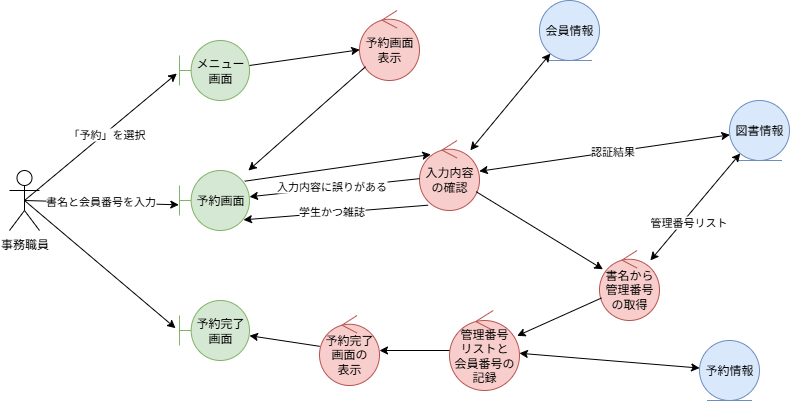 会員情報
予約画面
表示
メニュー
画面
図書情報
「予約」を選択
認証結果
入力内容
の確認
入力内容に誤りがある
予約画面
書名と会員番号を入力
学生かつ雑誌
管理番号リスト
事務職員
書名から
管理番号
の取得
予約完了
画面
予約完了
画面の
表示
管理番号
リストと
会員番号の
記録
予約情報